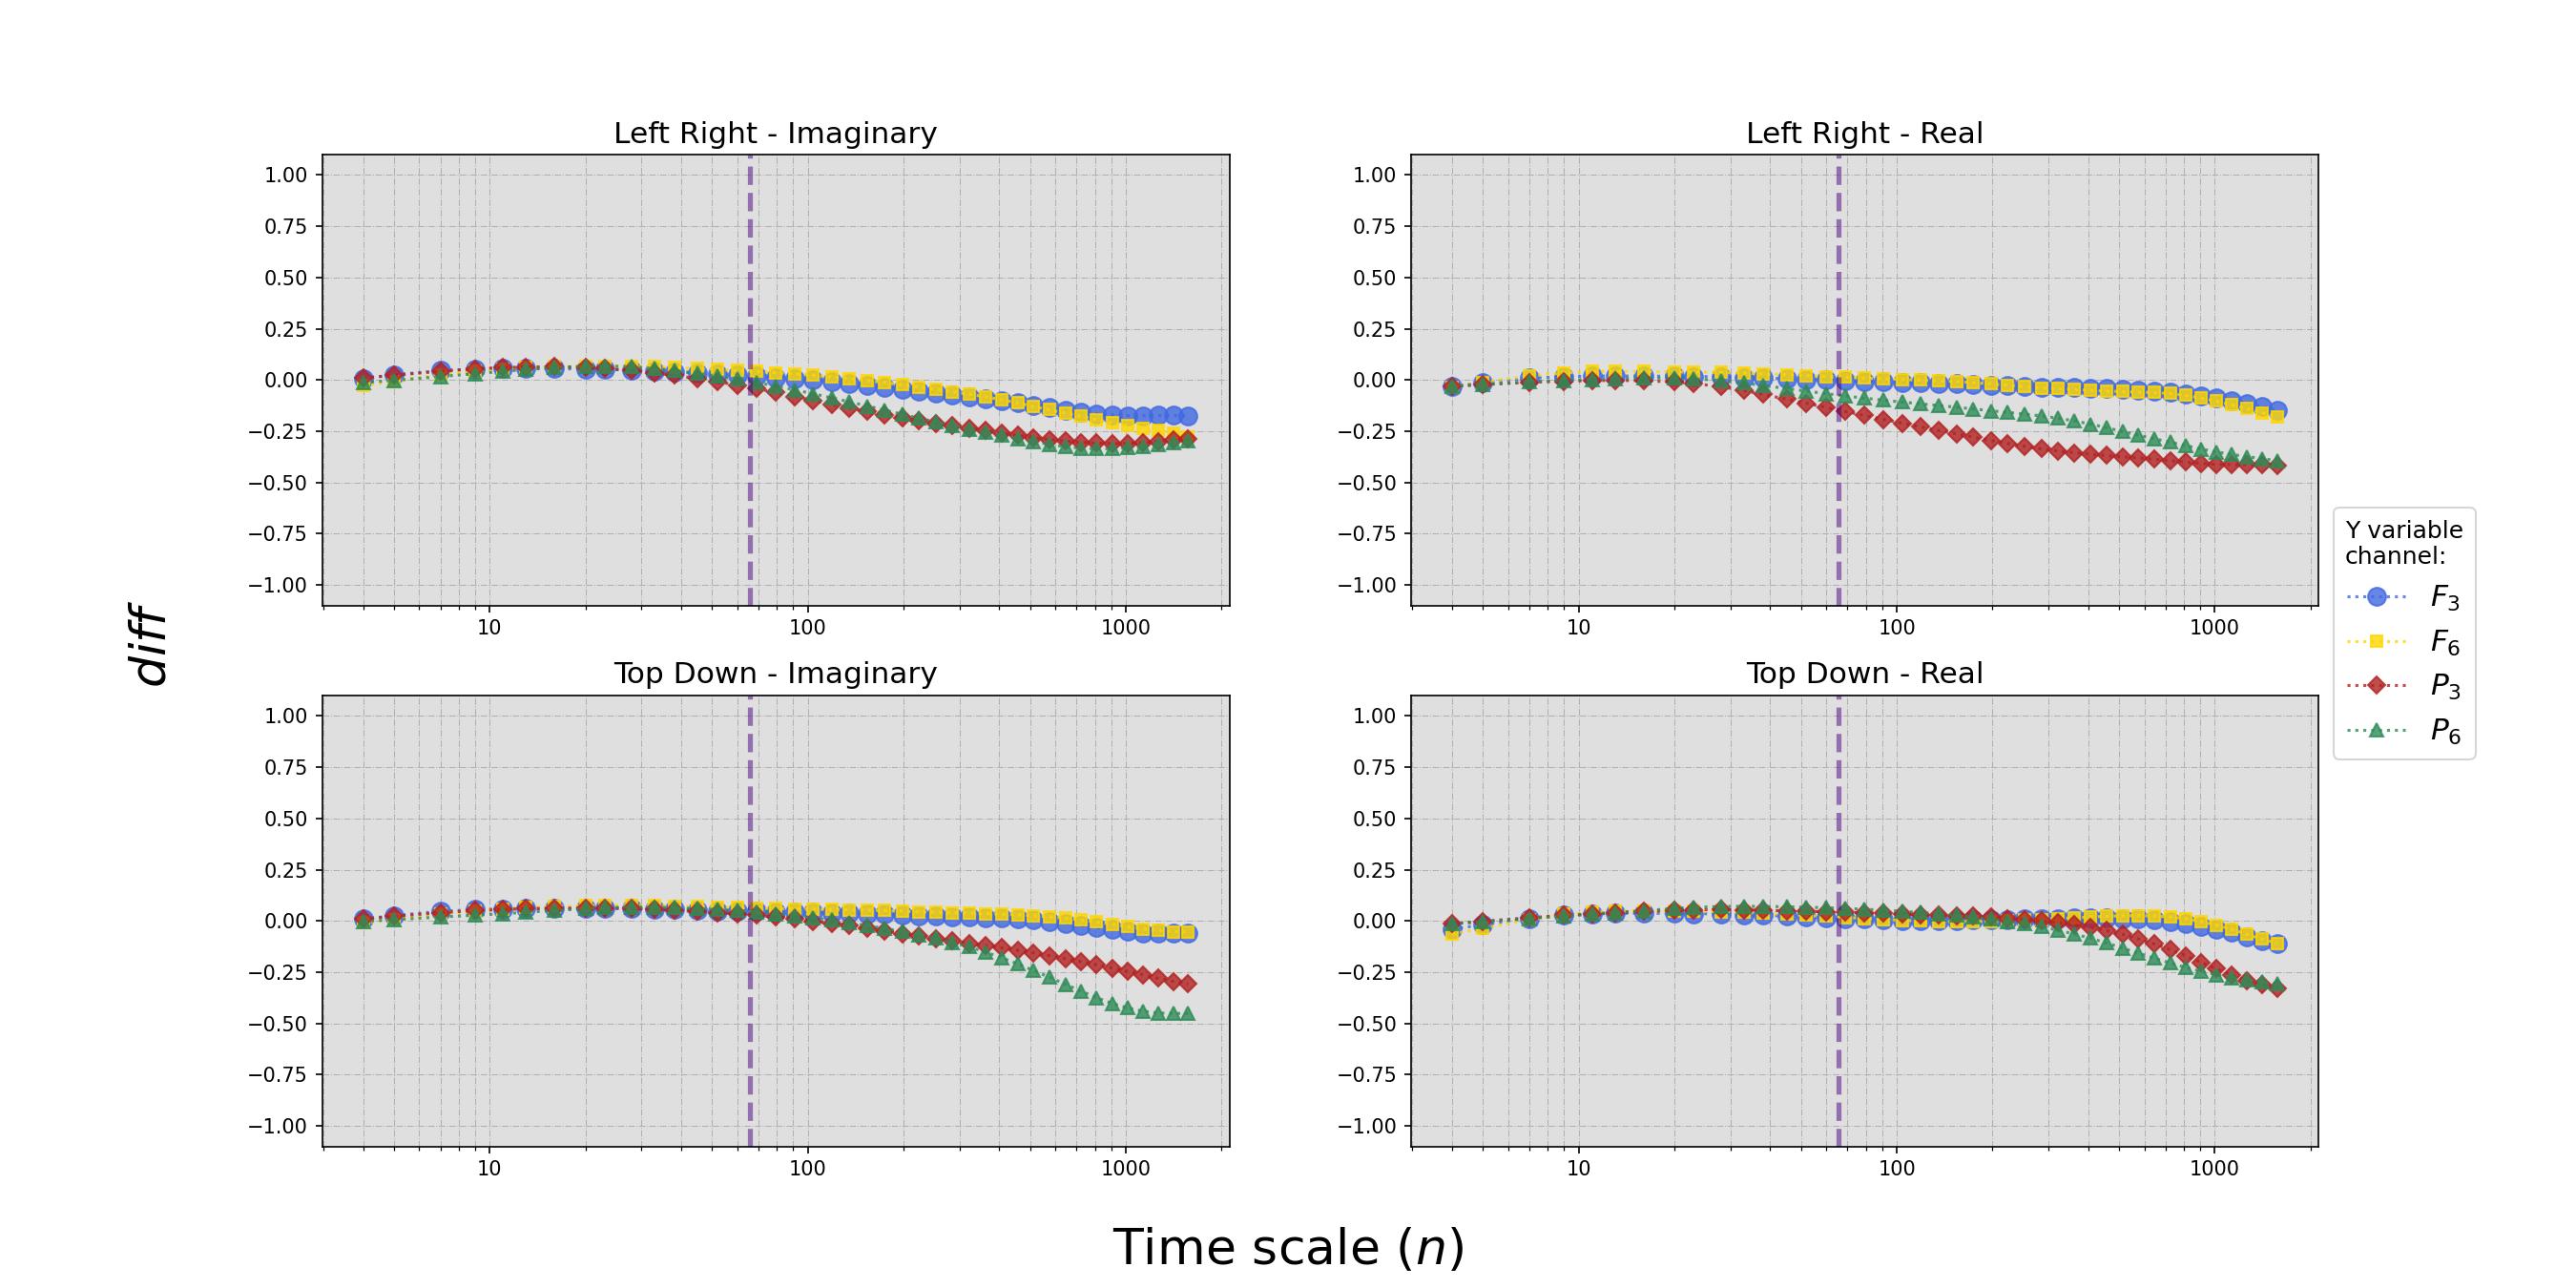 Left Right - Imaginary
1.00
0.75
0.50
0.25
0.00
−0.25
−0.50
−0.75
−1.00
10 100 1000
Left Right - Real
1.00
0.75
0.50
0.25
0.00
−0.25
−0.50
−0.75
−1.00
10 100 1000
diff
Top Down - Imaginary
1.00
0.75
0.50
0.25
0.00
−0.25
−0.50
−0.75
−1.00
10 100 1000
Top Down - Real
1.00
0.75
0.50
0.25
0.00
−0.25
−0.50
−0.75
−1.00
10 100 1000
Y variable
channel:
F3
F6
P3
P6
Time scale (n)